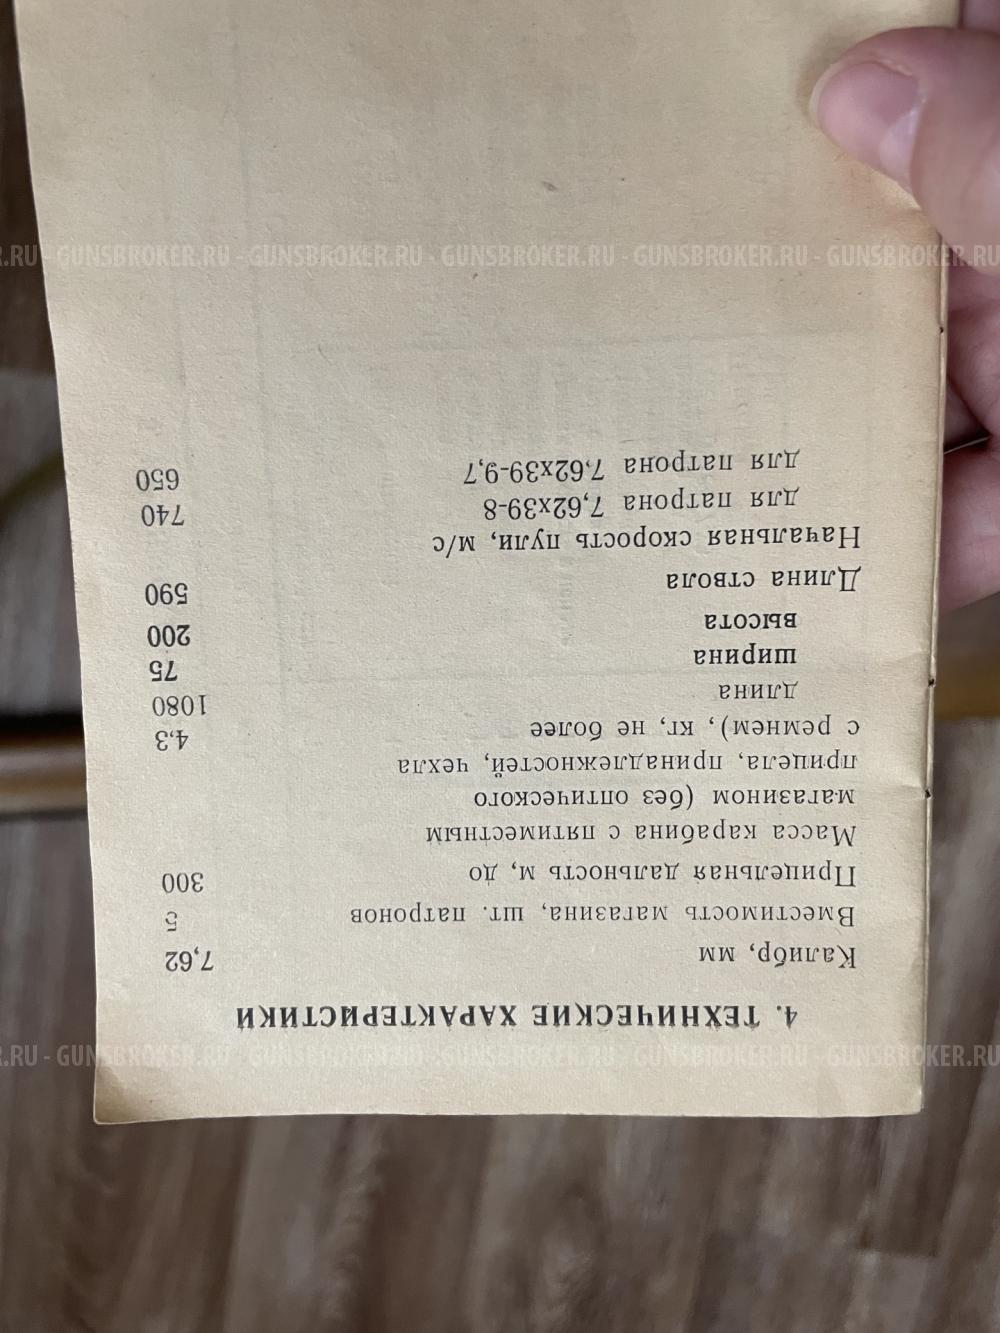 4. ТЕХНИЧЕСКИЕ ХАРАКТЕРИСТИКИ
Калибр, мм 7,62
Вместимость магазина, шт. патронов 5
Прицельная дальность м, до 300
Масса карабина с пятиместным
магазином (без оптического
прицела, принадлежностей, чехла
с ремнем), кг, не более 4,3
длина 1080
ширина 75
высота 200
Длина ствола 590
Начальная скорость пули, м/с
для патрона 7,62х39-8 740
для патрона 7.62х39-9,7 650
.RU - GUNSBROKER.RU - GUNSBROKER.RU - GUNSBROKER.RU - GUNSBROKER.RU - GUNSBROKER.RU
.RU - GUNSBROKER.RU - GUNSBROKER.RU - GUNSBROKER.RU - GUNSBROKER.RU - GUNSBROKER.RU